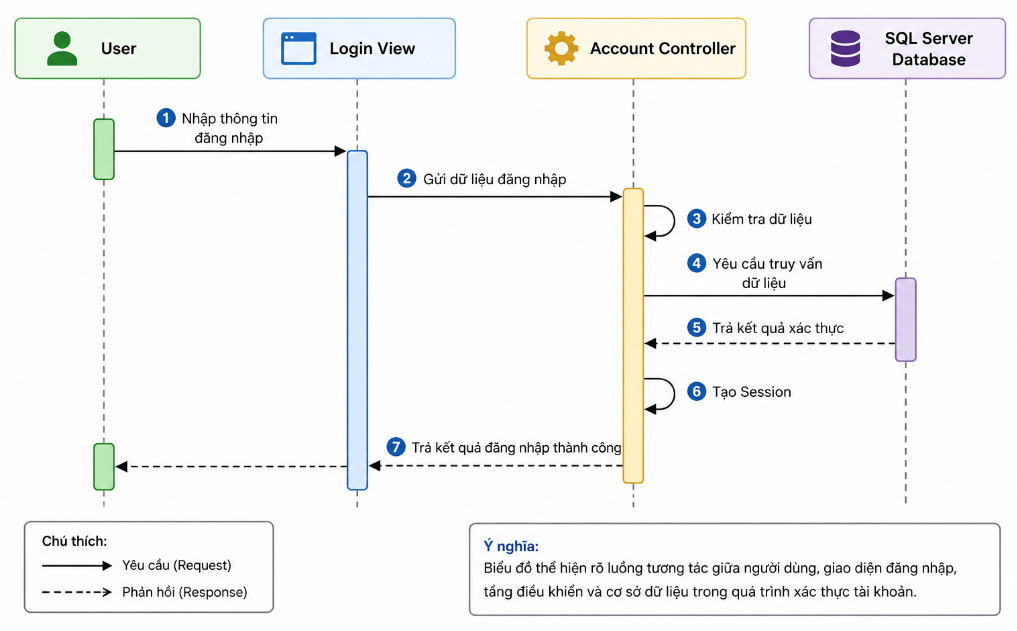 User
Login View
Account Controller
SQL Server
Database
1 Nhập thông tin
đăng nhập
2 Gửi dữ liệu đăng nhập
3 Kiểm tra dữ liệu
4 Yêu cầu truy vấn
dữ liệu
5 Trả kết quả xác thực
6 Tạo Session
7 Trả kết quả đăng nhập thành công
Chú thích:
Yêu cầu (Request)
Phản hồi (Response)
Ý nghĩa:
Biểu đồ thể hiện rõ luồng tương tác giữa người dùng, giao diện đăng nhập,
tầng điều khiển và cơ sở dữ liệu trong quá trình xác thực tài khoản.